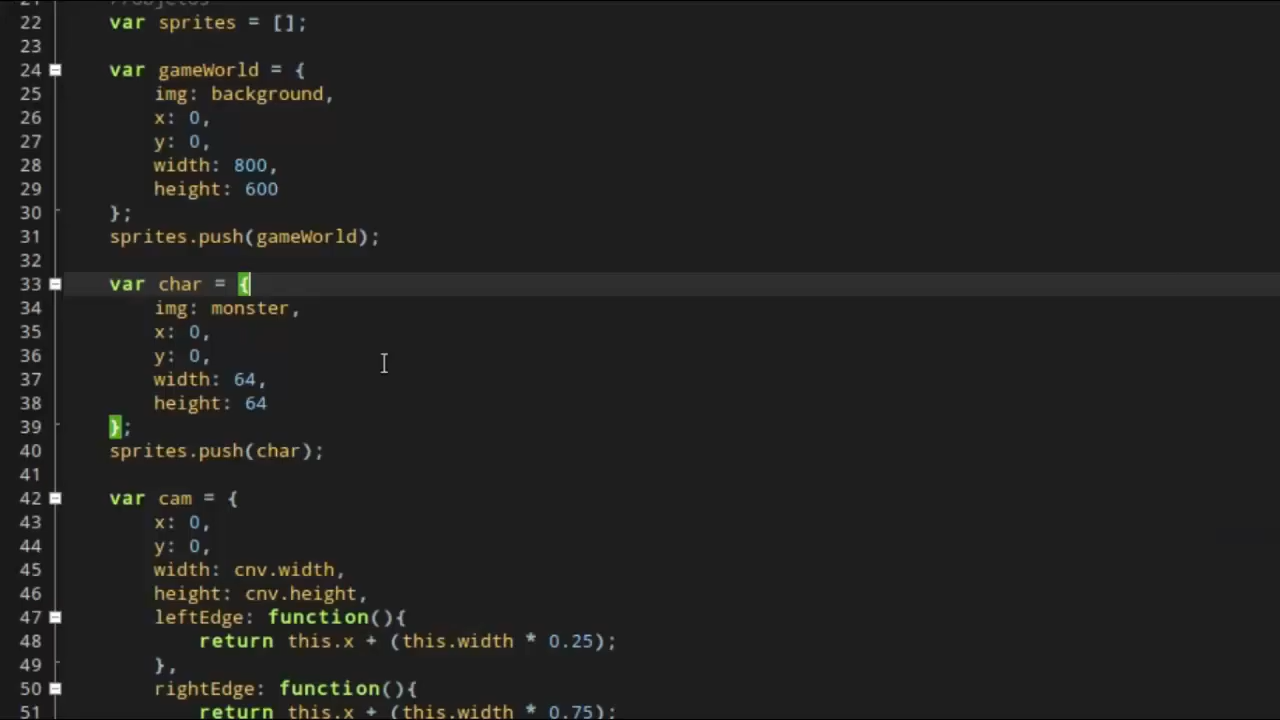 21 //objetos
22 var sprites = [];
23
24 var gameWorld = {
25 img: background,
26 x: 0,
27 y: 0,
28 width: 800,
29 height: 600
30 };
31 sprites.push(gameWorld);
32
33 var char = {
34 img: monster,
35 x: 0,
36 y: 0,
37 width: 64,
38 height: 64
39 };
40 sprites.push(char);
41
42 var cam = {
43 x: 0,
44 y: 0,
45 width: cnv.width,
46 height: cnv.height,
47 leftEdge: function(){
48 return this.x + (this.width * 0.25);
49 },
50 rightEdge: function(){
51 return this.x + (this.width * 0.75);